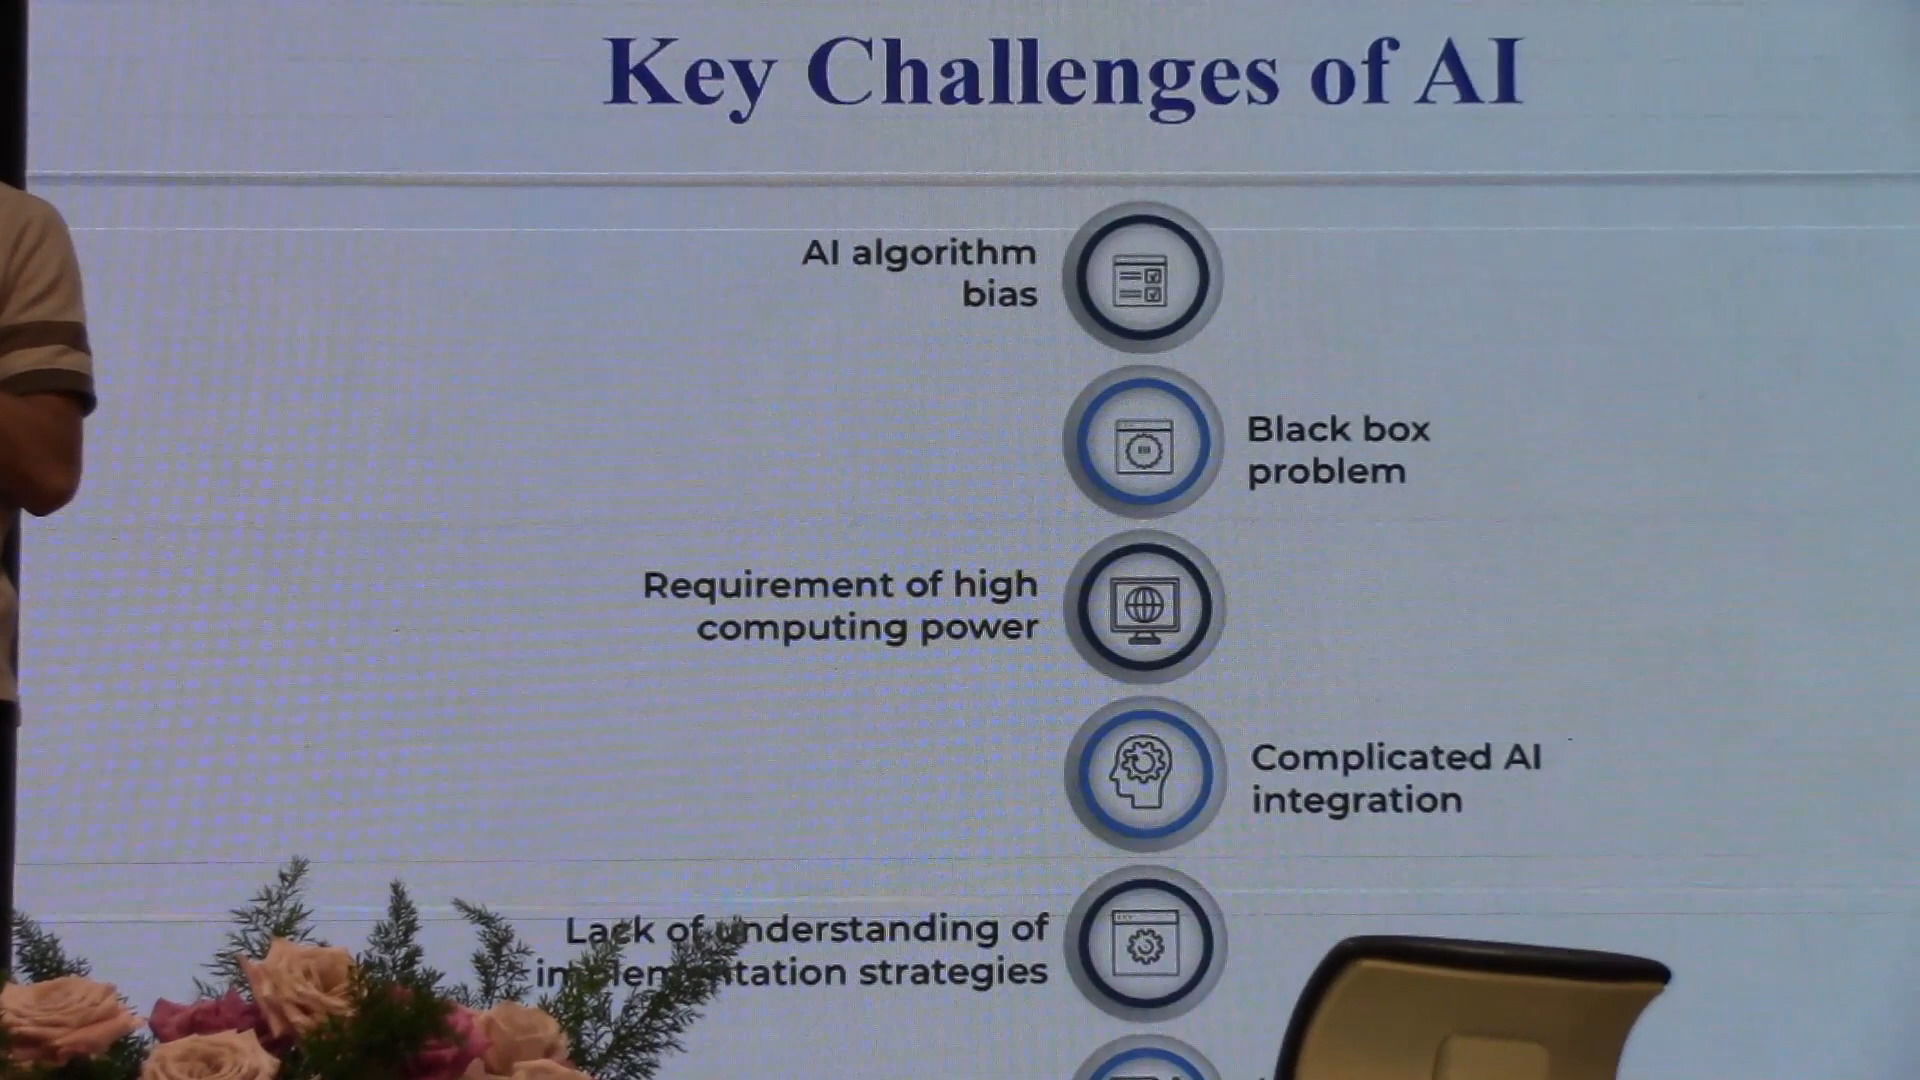 Key Challenges of AI
AI algorithm
bias
Black box
problem
Requirement of high
computing power
Complicated AI
integration
Lack of understanding of
implementation strategies